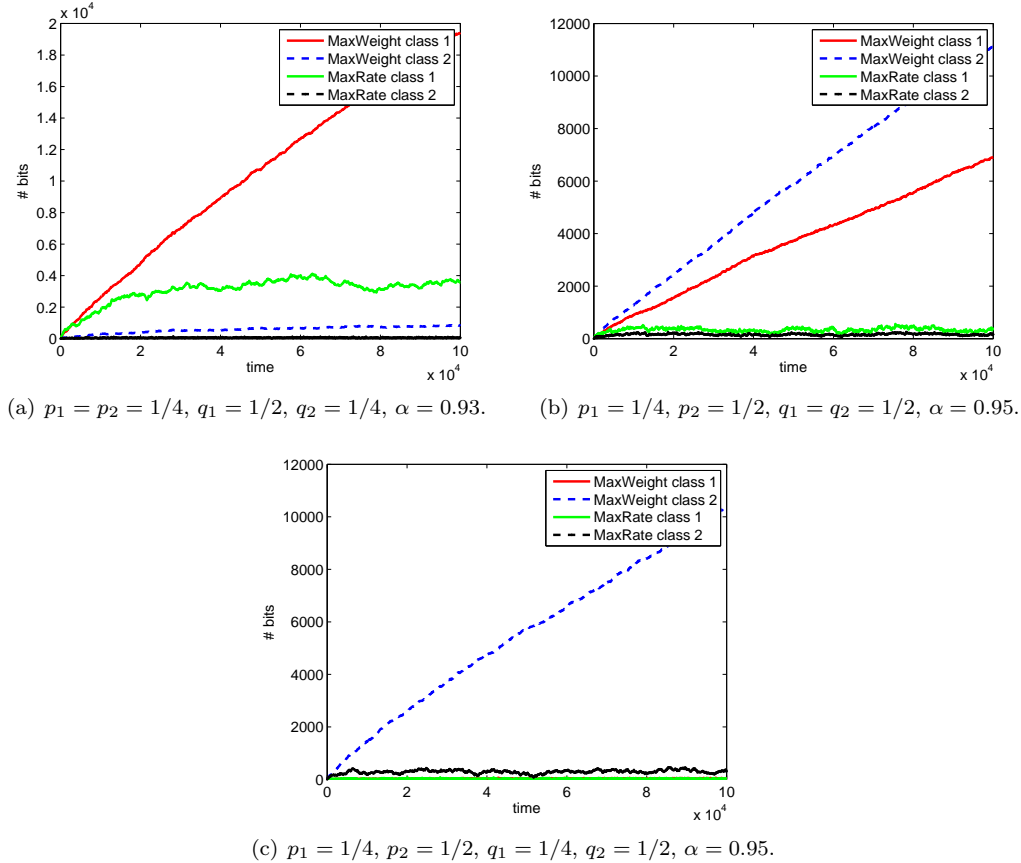 x 10^4
2
1.8
1.6
1.4
1.2
1
0.8
0.6
0.4
0.2
0
# bits
MaxWeight class 1
MaxWeight class 2
MaxRate class 1
MaxRate class 2
0 2 4 6 8 10
time
x 10^4
(a) p₁ = p₂ = 1/4, q₁ = 1/2, q₂ = 1/4, α = 0.93.
12000
10000
8000
6000
4000
2000
0
# bits
MaxWeight class 1
MaxWeight class 2
MaxRate class 1
MaxRate class 2
0 2 4 6 8 10
time
x 10^4
(b) p₁ = 1/4, p₂ = 1/2, q₁ = q₂ = 1/2, α = 0.95.
12000
10000
8000
6000
4000
2000
0
# bits
MaxWeight class 1
MaxWeight class 2
MaxRate class 1
MaxRate class 2
0 2 4 6 8 10
time
x 10^4
(c) p₁ = 1/4, p₂ = 1/2, q₁ = 1/4, q₂ = 1/2, α = 0.95.